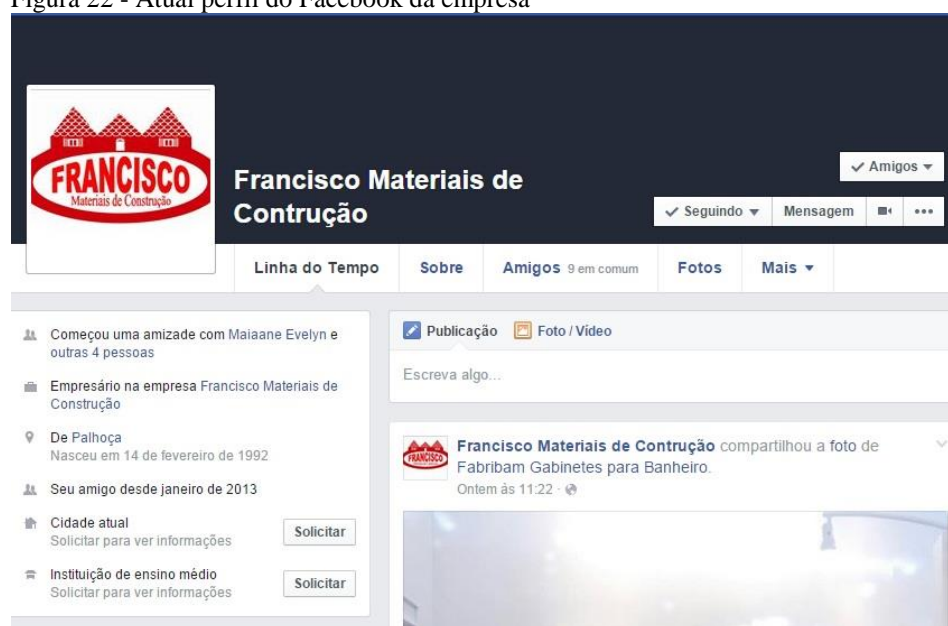 Figura 22 - Atual perfil do Facebook da empresa
FRANCISCO
Materiais de Construção
Francisco Materiais de
Contrução
Amigos
Seguindo
Mensagem
Linha do Tempo
Sobre
Amigos 9 em comum
Fotos
Mais
Começou uma amizade com Maiaane Evelyn e
outras 4 pessoas
Empresário na empresa Francisco Materiais de
Construção
De Palhoça
Nasceu em 14 de fevereiro de 1992
Seu amigo desde janeiro de 2013
Cidade atual
Solicitar para ver informações
Solicitar
Instituição de ensino médio
Solicitar para ver informações
Solicitar
Publicação
Foto / Vídeo
Escreva algo...
FRANCISCO
Francisco Materiais de Contrução compartilhou a foto de
Fabribam Gabinetes para Banheiro.
Ontem às 11:22 ·